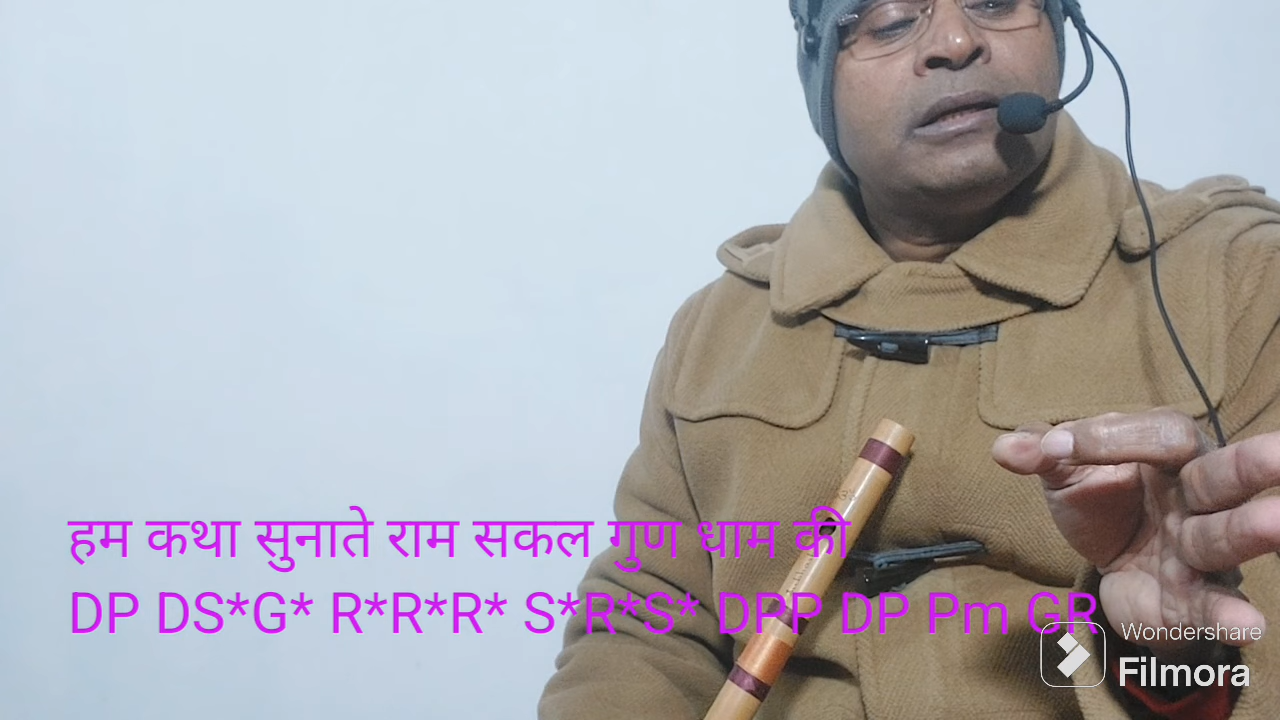 हम कथा सुनाते राम सकल गुण धाम की
DP DS*G* R*R*R* S*R*S* DPP DP Pm GR
Wondershare
Filmora